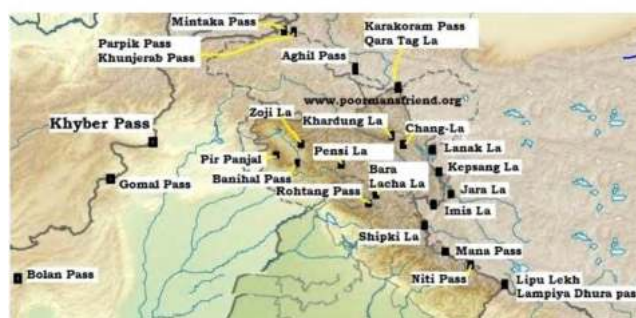 Mintaka Pass
Parpik Pass
Khunjerab Pass
Aghil Pass
Karakoram Pass
Qara Tag La
www.poormansfriend.org
Zoji La
Khardung La
Chang-La
Khyber Pass
Pensi La
Lanak La
Pir Panjal
Bara
Lacha La
Kepsang La
Gomal Pass
Banihal Pass
Rohtang Pass
Jara La
Imis La
Shipki La
Mana Pass
Bolan Pass
Niti Pass
Lipu Lekh
Lampiya Dhura pas